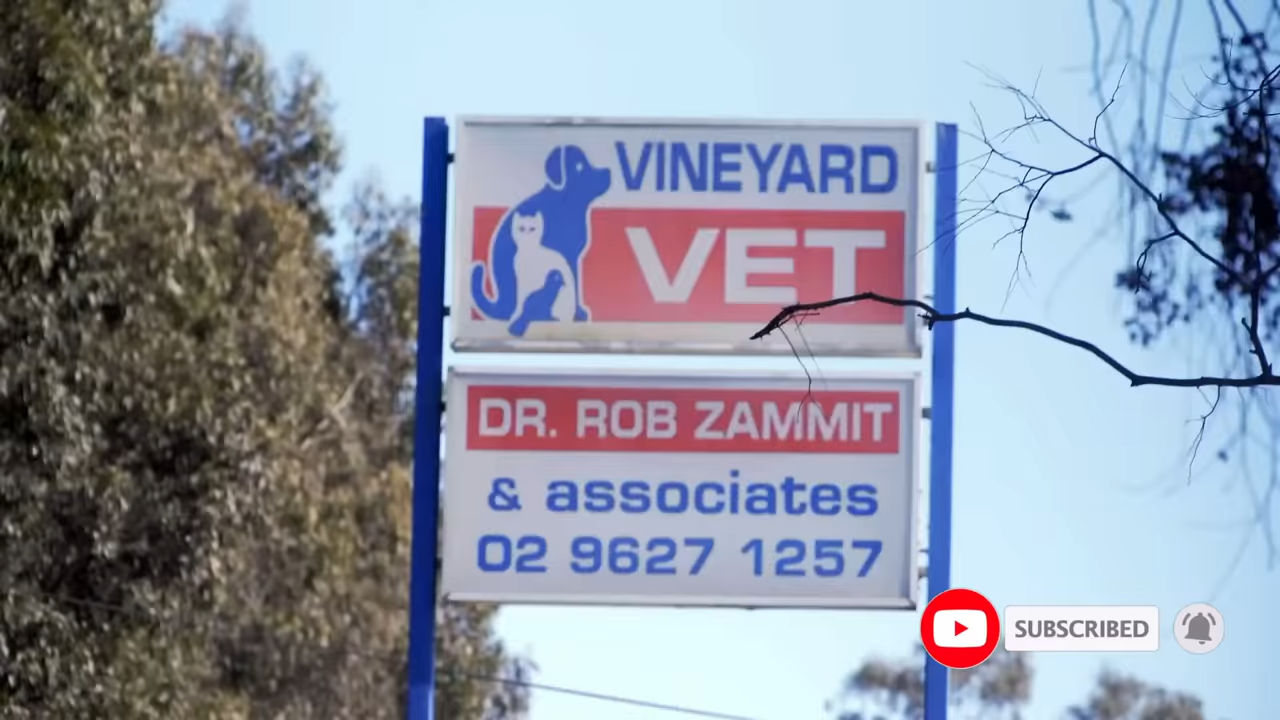 VINEYARD
VET
DR. ROB ZAMMIT
& associates
02 9627 1257
SUBSCRIBED